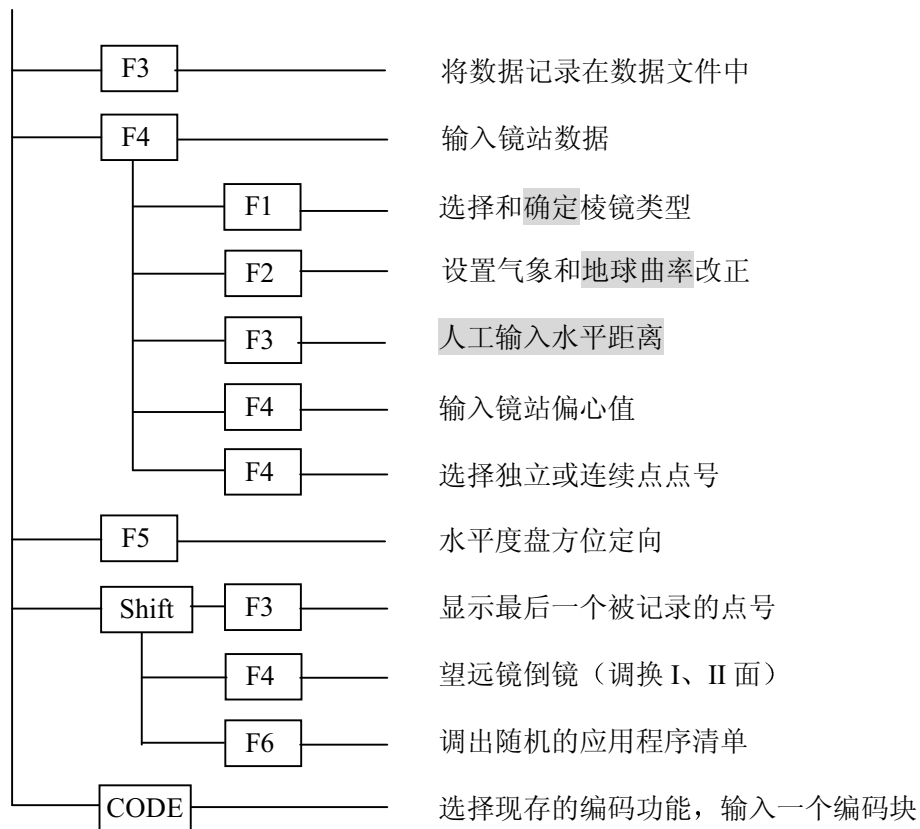 F3 将数据记录在数据文件中
F4 输入镜站数据
F1 选择和确定棱镜类型
F2 设置气象和地球曲率改正
F3 人工输入水平距离
F4 输入镜站偏心值
F4 选择独立或连续点点号
F5 水平度盘方位定向
Shift F3 显示最后一个被记录的点号
F4 望远镜倒镜（调换 I、II 面）
F6 调出随机的应用程序清单
CODE 选择现存的编码功能，输入一个编码块